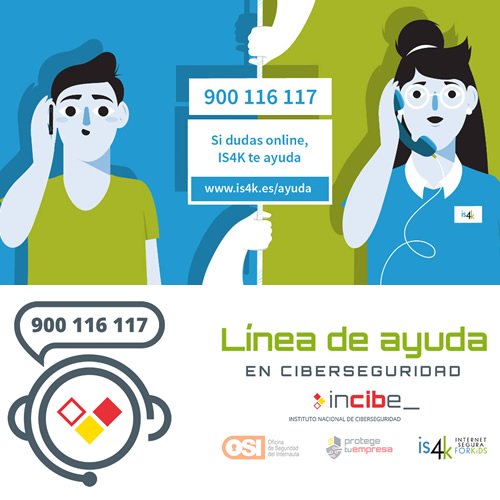 900 116 117
Si dudas online,
IS4K te ayuda
www.is4k.es/ayuda
is4k
900 116 117
Línea de ayuda
EN CIBERSEGURIDAD
incibe_
INSTITUTO NACIONAL DE CIBERSEGURIDAD
OSI Oficina
de Seguridad
del Internauta
protege
tu empresa
is4k INTERNET
SEGURA
FOR KiDS